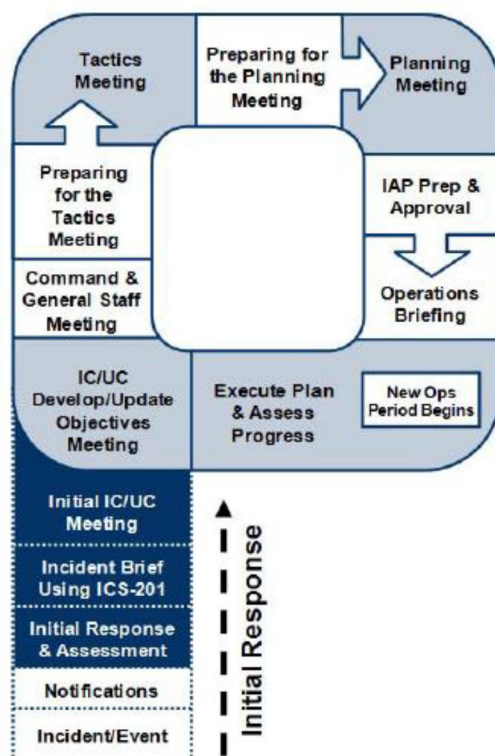 Tactics
Meeting
Preparing for
the Planning
Meeting
Planning
Meeting
Preparing
for the
Tactics
Meeting
IAP Prep &
Approval
Command &
General Staff
Meeting
Operations
Briefing
IC/UC
Develop/Update
Objectives
Meeting
Execute Plan
& Assess
Progress
New Ops
Period Begins
Initial IC/UC
Meeting
Incident Brief
Using ICS-201
Initial Response
& Assessment
Notifications
Incident/Event
Initial Response